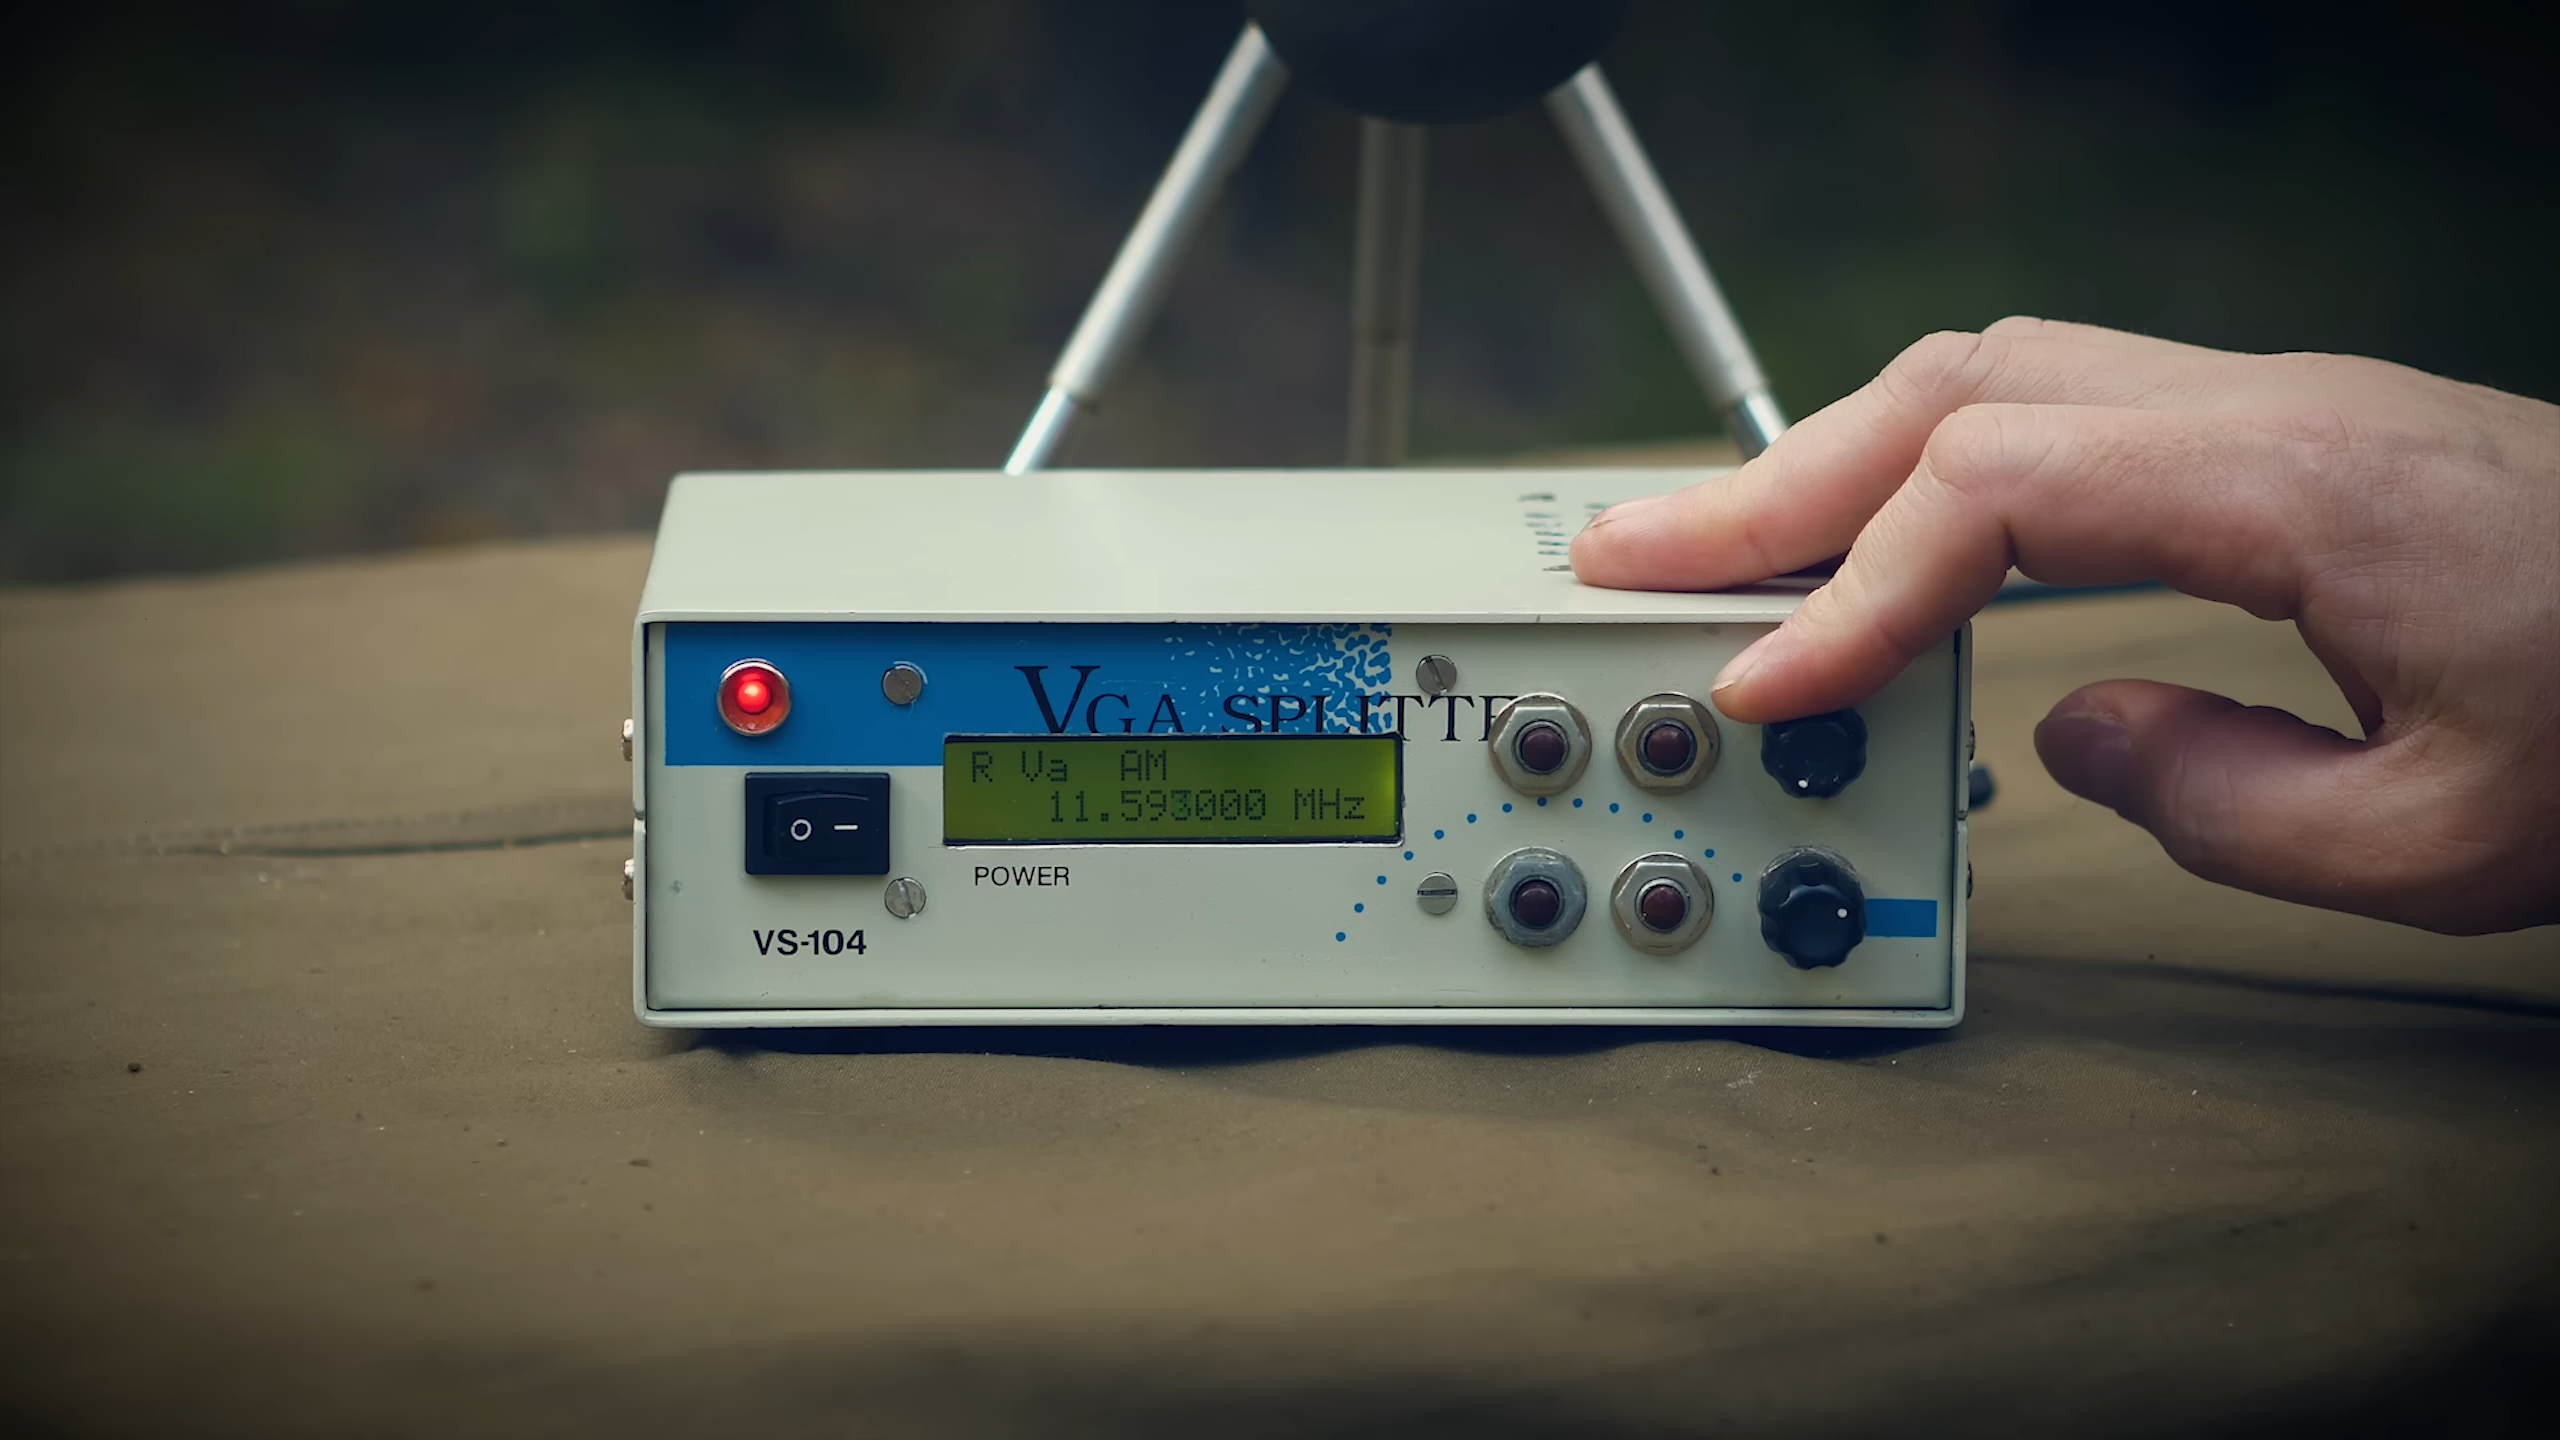 VGA SPLITTE
R Va AM
11.593000 MHz
O —
POWER
VS-104